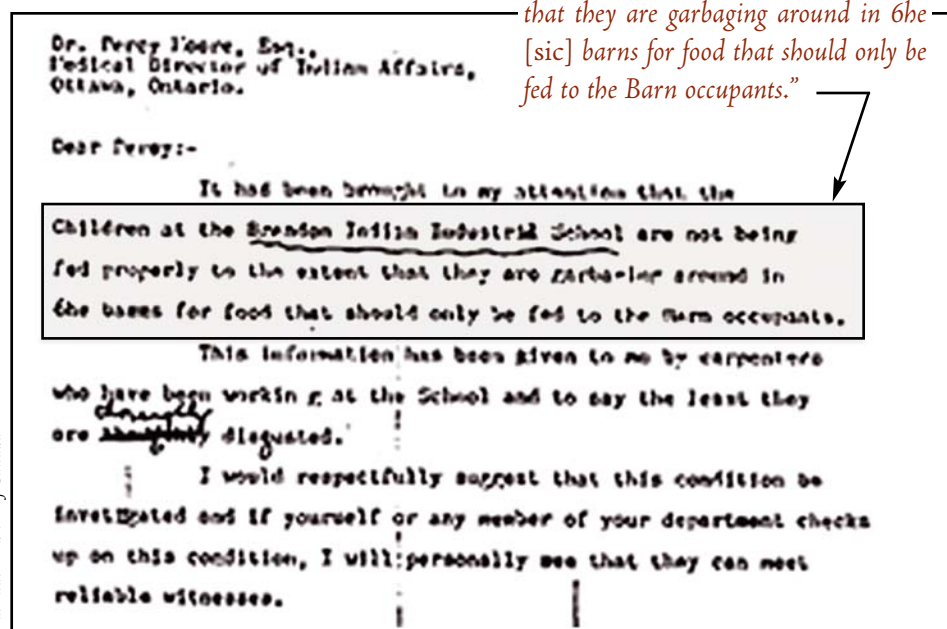 that they are garbaging around in 6he
[sic] barns for food that should only be
fed to the Barn occupants.”
Dr. Percy Moore, Esq.,
Medical Director of Indian Affairs,
Ottawa, Ontario.
Dear Percy:-
It had been brought to my attention that the
Children at the Brandon Indian Industrial School are not being
fed properly to the extent that they are garbaging around in
6he barns for food that should only be fed to the Barn occupants.
This information has been given to me by carpenters
who have been workin g at the School and to say the least they
are throughly disgusted.
I would respectfully suggest that this condition be
investigated and if yourself or any member of your department checks
up on this condition, I will personally see that they can meet
reliable witnesses.